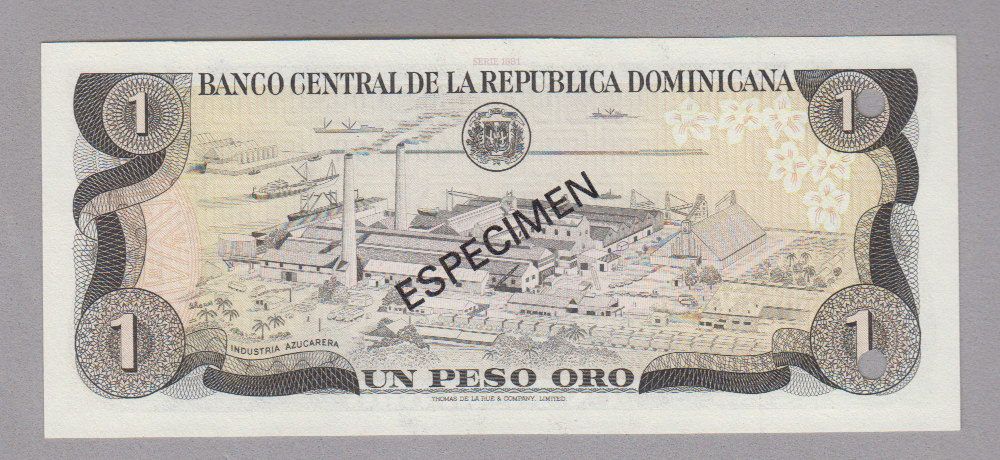 SERIE 1981
BANCO CENTRAL DE LA REPUBLICA DOMINICANA
1
1
ESPECIMEN
1
1
INDUSTRIA AZUCARERA
UN PESO ORO
THOMAS DE LA RUE & COMPANY, LIMITED.